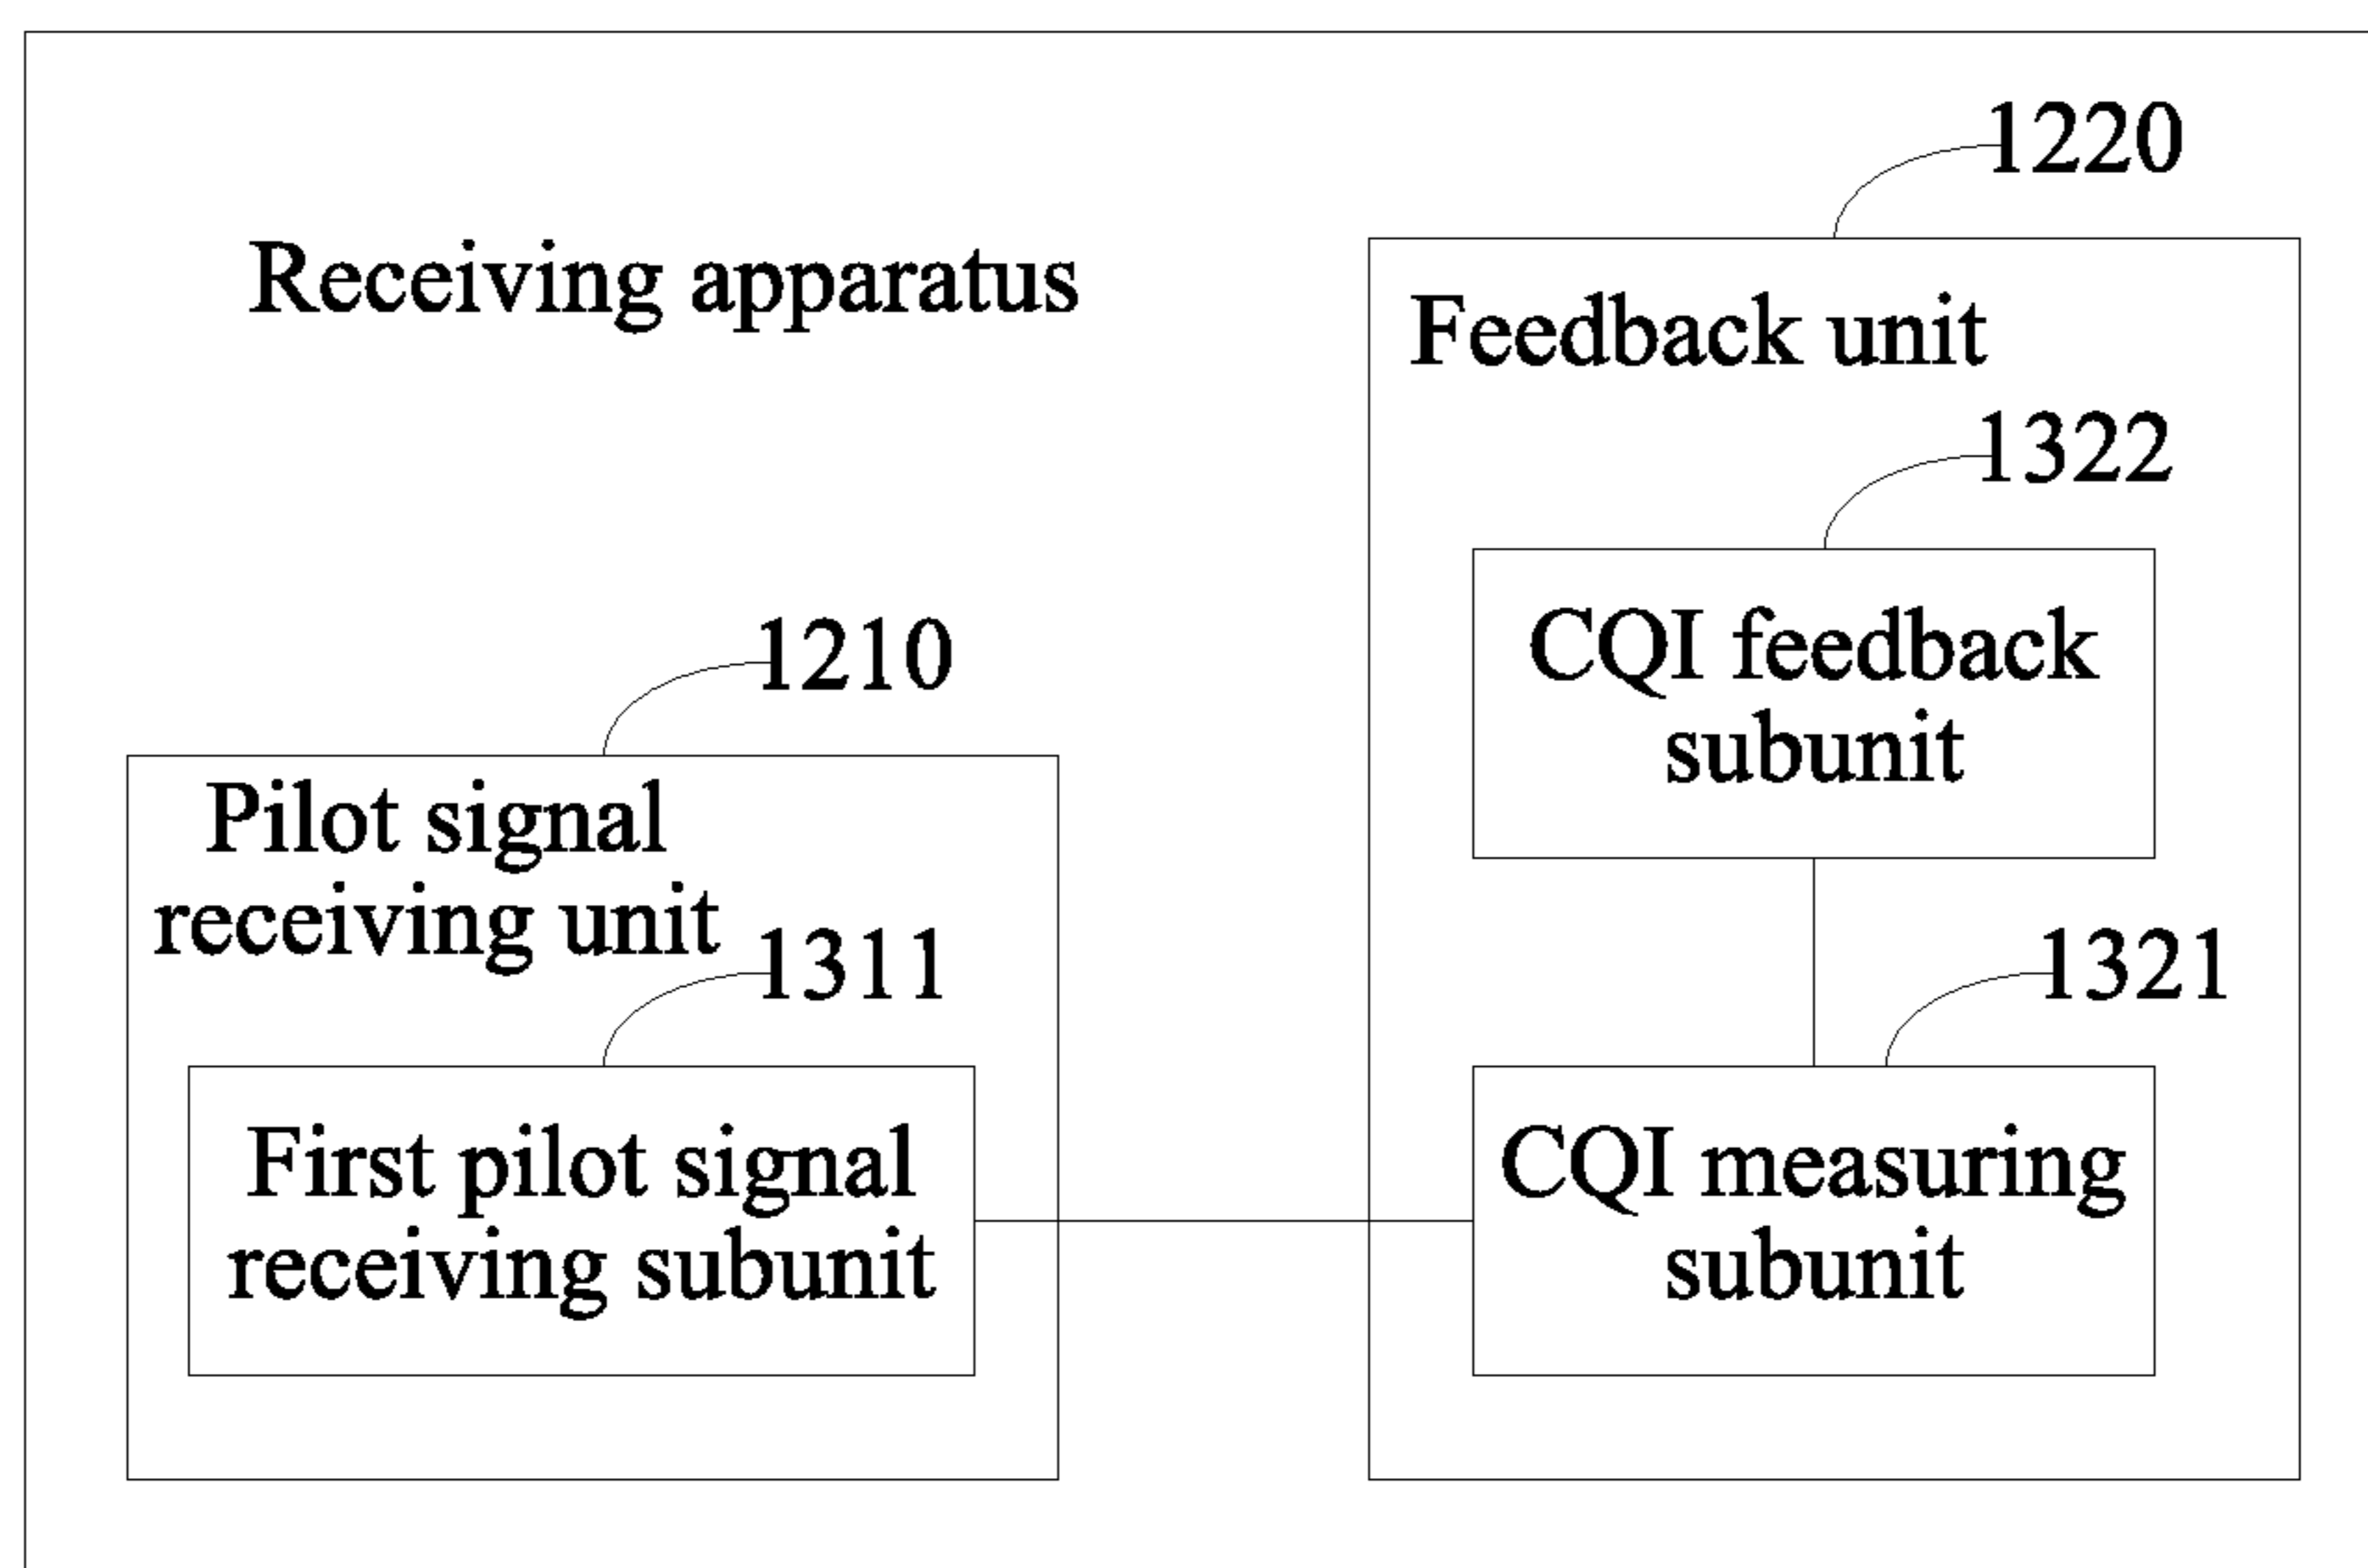 Receiving apparatus
1220
Feedback unit
1322
CQI feedback
subunit
1210
Pilot signal
receiving unit
1311
First pilot signal
receiving subunit
1321
CQI measuring
subunit